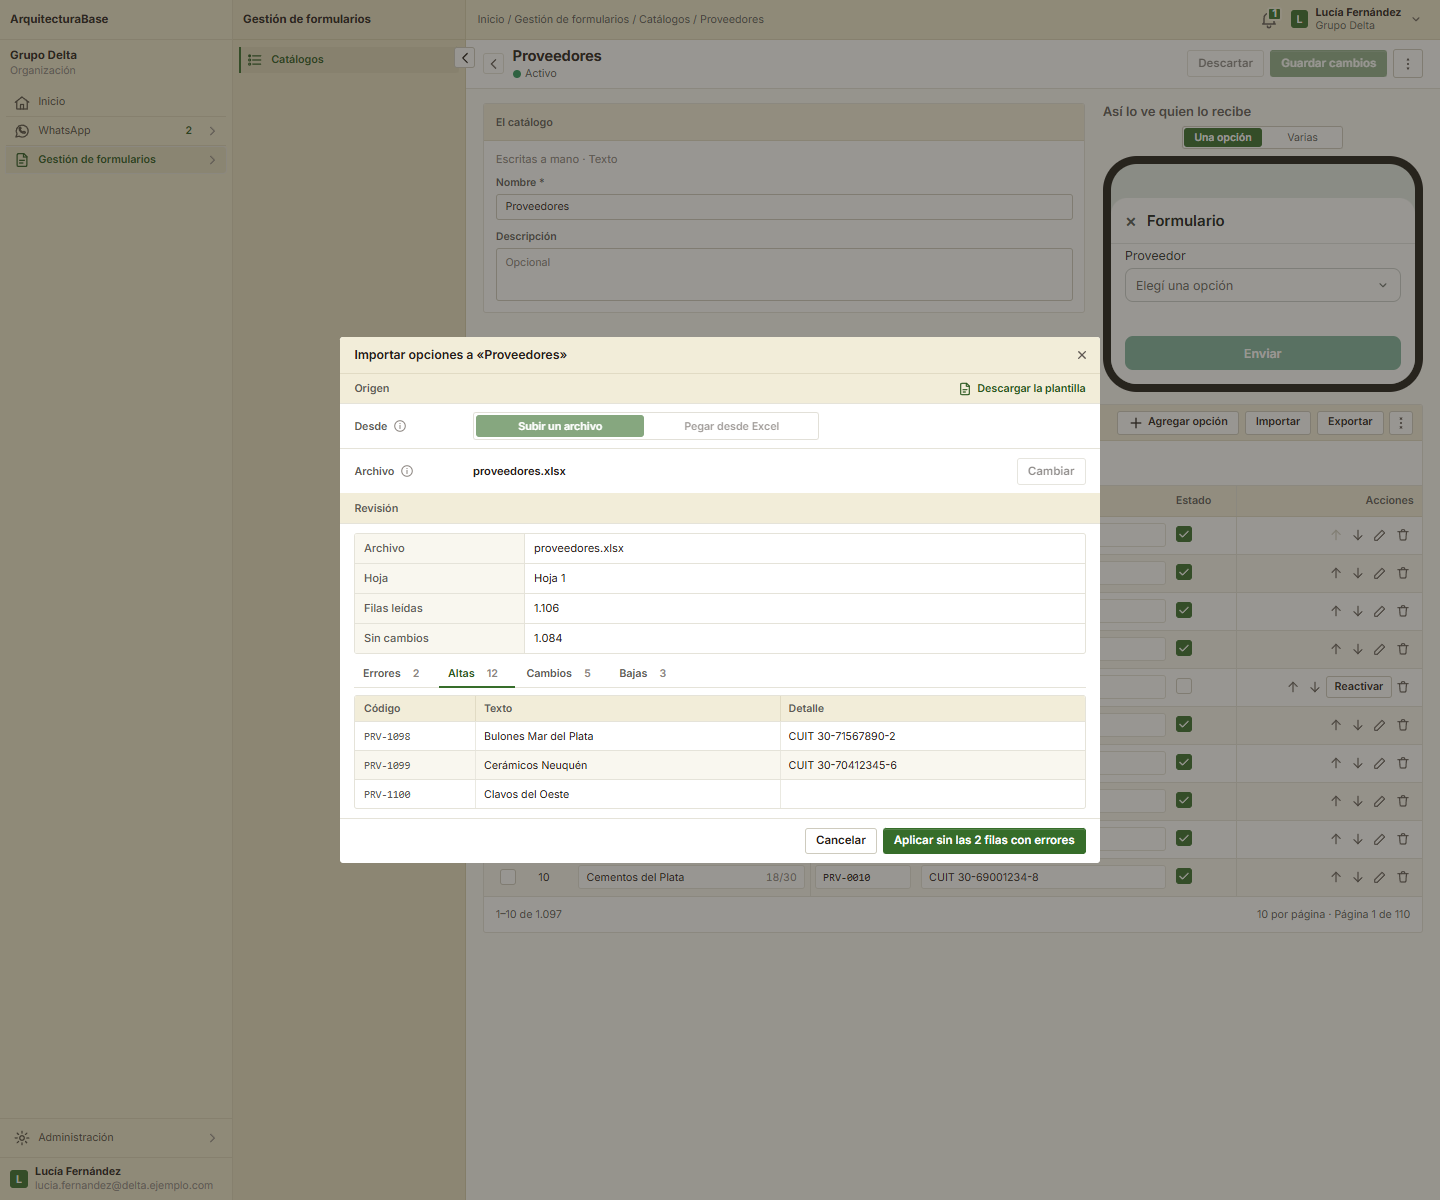 ArquitecturaBase
Grupo Delta
Organización
Inicio
WhatsApp 2
Gestión de formularios
Administración
L Lucía Fernández
lucia.fernandez@delta.ejemplo.com
Gestión de formularios
Catálogos
Inicio / Gestión de formularios / Catálogos / Proveedores
1
L Lucía Fernández
Grupo Delta
Proveedores
Activo
Descartar Guardar cambios
El catálogo
Escritas a mano · Texto
Nombre *
Proveedores
Descripción
Opcional
Así lo ve quien lo recibe
Una opción Varias
Formulario
Proveedor
Elegí una opción
Enviar
Agregar opción Importar Exportar
Estado Acciones
Reactivar
10 Cementos del Plata 18/30 PRV-0010 CUIT 30-69001234-8
1–10 de 1.097 10 por página · Página 1 de 110
Importar opciones a «Proveedores»
Origen Descargar la plantilla
Desde Subir un archivo Pegar desde Excel
Archivo proveedores.xlsx Cambiar
Revisión
Archivo proveedores.xlsx
Hoja Hoja 1
Filas leídas 1.106
Sin cambios 1.084
Errores 2 Altas 12 Cambios 5 Bajas 3
Código Texto Detalle
PRV-1098 Bulones Mar del Plata CUIT 30-71567890-2
PRV-1099 Cerámicos Neuquén CUIT 30-70412345-6
PRV-1100 Clavos del Oeste
Cancelar Aplicar sin las 2 filas con errores